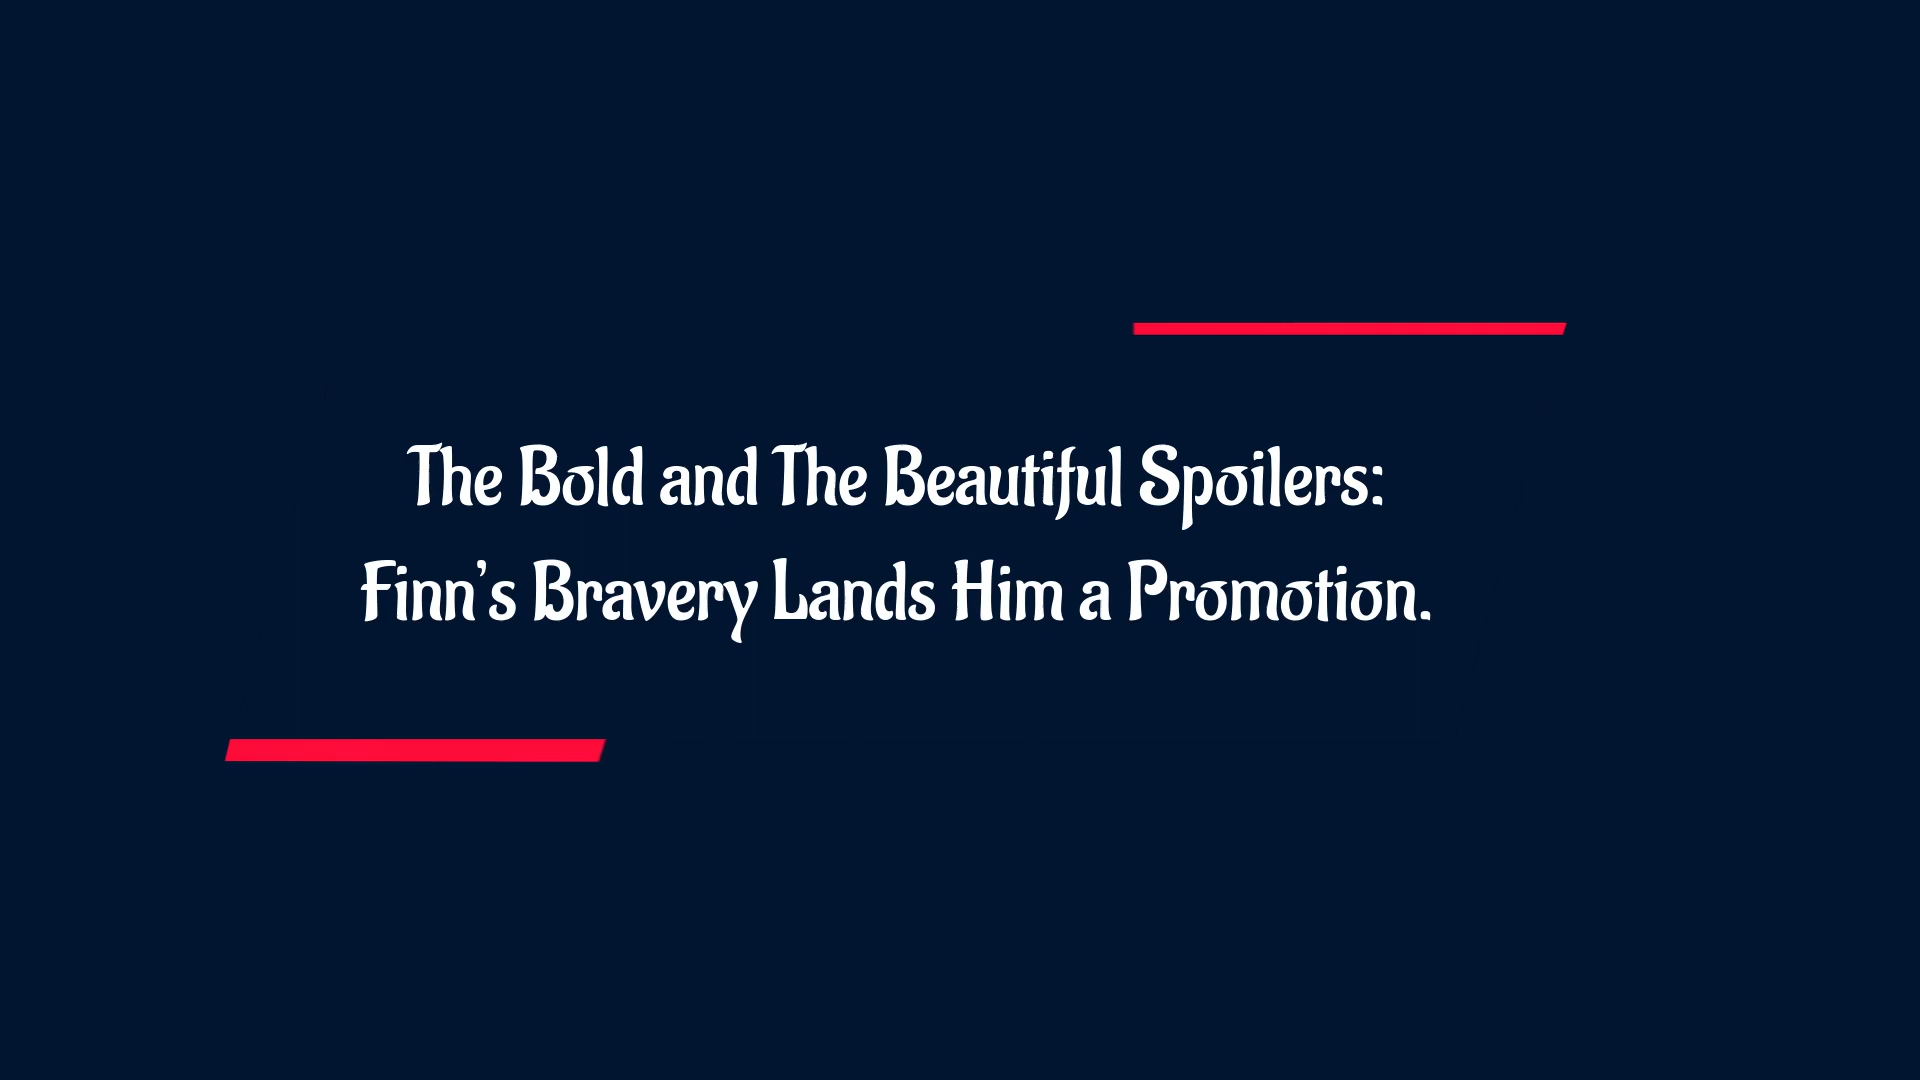 The Bold and The Beautiful Spoilers:
Finn’s Bravery Lands Him a Promotion.